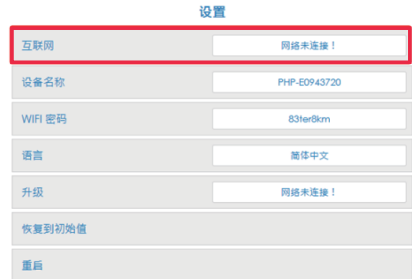 设置
互联网 网络未连接！
设备名称 PHP-E0943720
WIFI 密码 83ter8km
语言 简体中文
升级 网络未连接！
恢复到初始值
重启